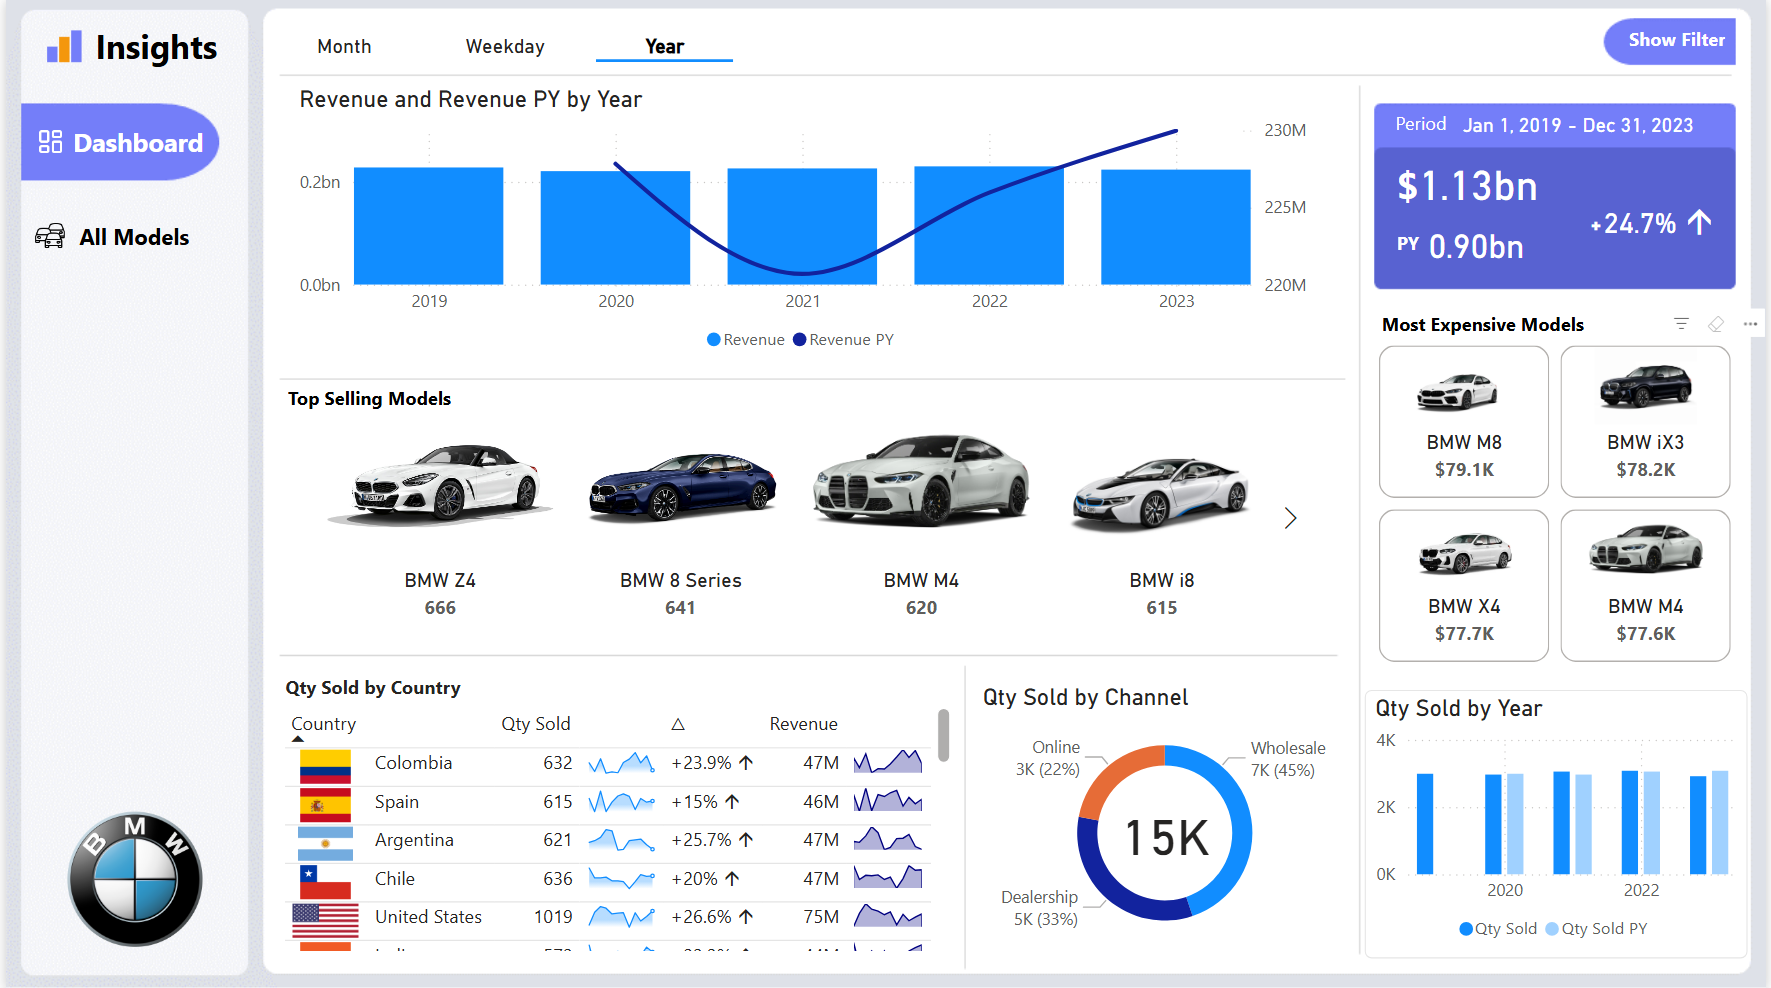 Insights
Dashboard
All Models
BMW
Month Weekday Year
Show Filter
Revenue and Revenue PY by Year
0.2bn
0.0bn
230M
225M
220M
2019 2020 2021 2022 2023
Revenue Revenue PY
Period Jan 1, 2019 - Dec 31, 2023
$1.13bn
PY 0.90bn
+24.7%
Most Expensive Models
BMW M8
$79.1K
BMW iX3
$78.2K
BMW X4
$77.7K
BMW M4
$77.6K
Top Selling Models
BMW Z4
666
BMW 8 Series
641
BMW M4
620
BMW i8
615
Qty Sold by Country
Country Qty Sold △ Revenue
Colombia 632 +23.9% 47M
Spain 615 +15% 46M
Argentina 621 +25.7% 47M
Chile 636 +20% 47M
United States 1019 +26.6% 75M
Qty Sold by Channel
Online
3K (22%)
Wholesale
7K (45%)
15K
Dealership
5K (33%)
Qty Sold by Year
4K
2K
0K
2020 2022
Qty Sold Qty Sold PY